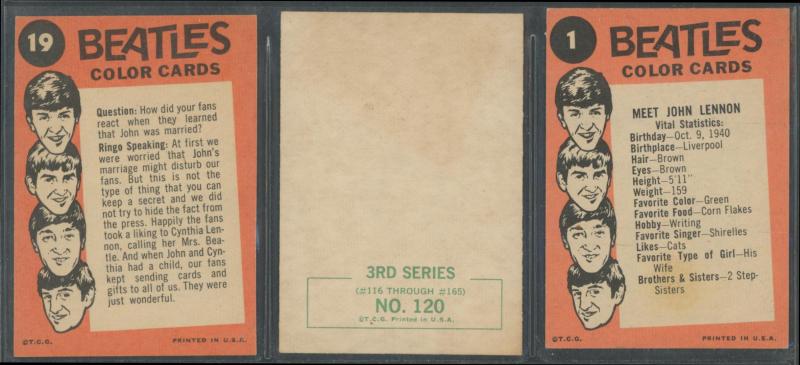 19
BEATLES
COLOR CARDS
Question: How did your fans
react when they learned
that John was married?
Ringo Speaking: At first we
were worried that John's
marriage might disturb our
fans. But this is not the
type of thing that you can
keep a secret and we did
not try to hide the fact from
the press. Happily the fans
took a liking to Cynthia Len-
non, calling her Mrs. Bea-
tle. And when John and Cyn-
thia had a child, our fans
kept sending cards and
gifts to all of us. They were
just wonderful.
©T.C.G. PRINTED IN U.S.A.
3RD SERIES
(#116 THROUGH #165)
NO. 120
©T.C.G. Printed in U.S.A.
1
BEATLES
COLOR CARDS
MEET JOHN LENNON
Vital Statistics:
Birthday—Oct. 9, 1940
Birthplace—Liverpool
Hair—Brown
Eyes—Brown
Height—5'11"
Weight—159
Favorite Color—Green
Favorite Food—Corn Flakes
Hobby—Writing
Favorite Singer—Shirelles
Likes—Cats
Favorite Type of Girl—His
Wife
Brothers & Sisters—2 Step-
Sisters
©T.C.G. PRINTED IN U.S.A.